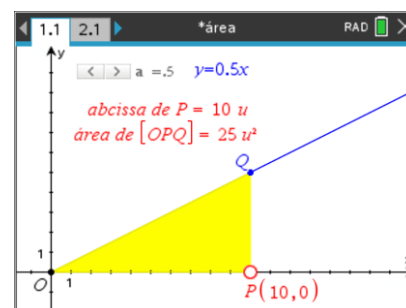 1.1 2.1 *área RAD
y
a =.5 y=0.5x
abcissa de P = 10 u
área de [OPQ] = 25 u²
Q
1
O 1 P(10,0)